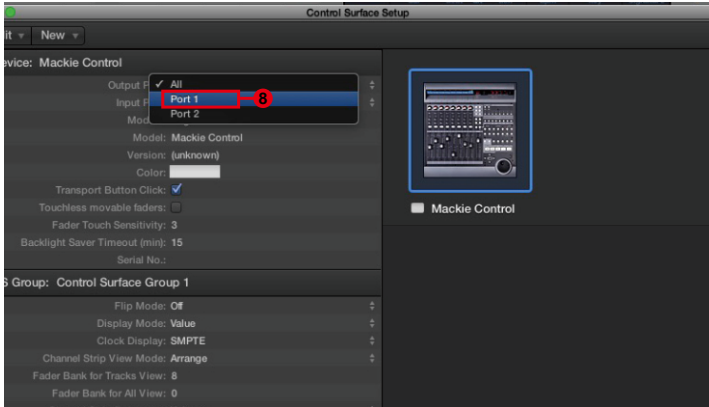 Control Surface Setup
it New
evice: Mackie Control
Output P ✓ All
Input P Port 1 8
Mod Port 2
Model: Mackie Control
Version: (unknown)
Color:
Transport Button Click:
Touchless movable faders:
Fader Touch Sensitivity: 3
Backlight Saver Timeout (min): 15
Serial No.:
Mackie Control
S Group: Control Surface Group 1
Flip Mode: Off
Display Mode: Value
Clock Display: SMPTE
Channel Strip View Mode: Arrange
Fader Bank for Tracks View: 8
Fader Bank for All View: 0